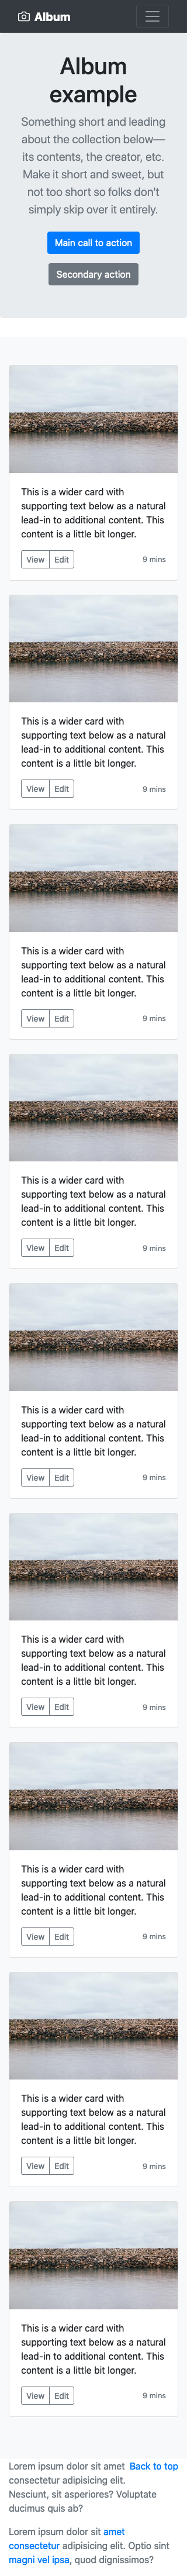 Album
Album
example
Something short and leading
about the collection below—
its contents, the creator, etc.
Make it short and sweet, but
not too short so folks don't
simply skip over it entirely.
Main call to action
Secondary action
This is a wider card with
supporting text below as a natural
lead-in to additional content. This
content is a little bit longer.
View Edit 9 mins
This is a wider card with
supporting text below as a natural
lead-in to additional content. This
content is a little bit longer.
View Edit 9 mins
This is a wider card with
supporting text below as a natural
lead-in to additional content. This
content is a little bit longer.
View Edit 9 mins
This is a wider card with
supporting text below as a natural
lead-in to additional content. This
content is a little bit longer.
View Edit 9 mins
This is a wider card with
supporting text below as a natural
lead-in to additional content. This
content is a little bit longer.
View Edit 9 mins
This is a wider card with
supporting text below as a natural
lead-in to additional content. This
content is a little bit longer.
View Edit 9 mins
This is a wider card with
supporting text below as a natural
lead-in to additional content. This
content is a little bit longer.
View Edit 9 mins
This is a wider card with
supporting text below as a natural
lead-in to additional content. This
content is a little bit longer.
View Edit 9 mins
This is a wider card with
supporting text below as a natural
lead-in to additional content. This
content is a little bit longer.
View Edit 9 mins
Lorem ipsum dolor sit amet Back to top
consectetur adipisicing elit.
Nesciunt, sit asperiores? Voluptate
ducimus quis ab?
Lorem ipsum dolor sit amet
consectetur adipisicing elit. Optio sint
magni vel ipsa, quod dignissimos?